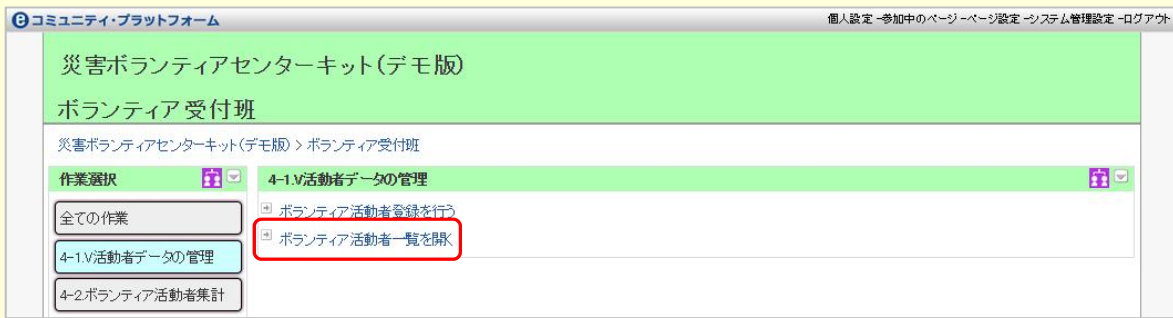 eコミュニティ・プラットフォーム
個人設定 -参加中のページ -ページ設定 -システム管理設定 -ログアウト
災害ボランティアセンターキット(デモ版)
ボランティア受付班
災害ボランティアセンターキット(デモ版) > ボランティア受付班
作業選択
全ての作業
4-1.V活動者データの管理
4-2.ボランティア活動者集計
4-1.V活動者データの管理
ボランティア活動者登録を行う
ボランティア活動者一覧を開く